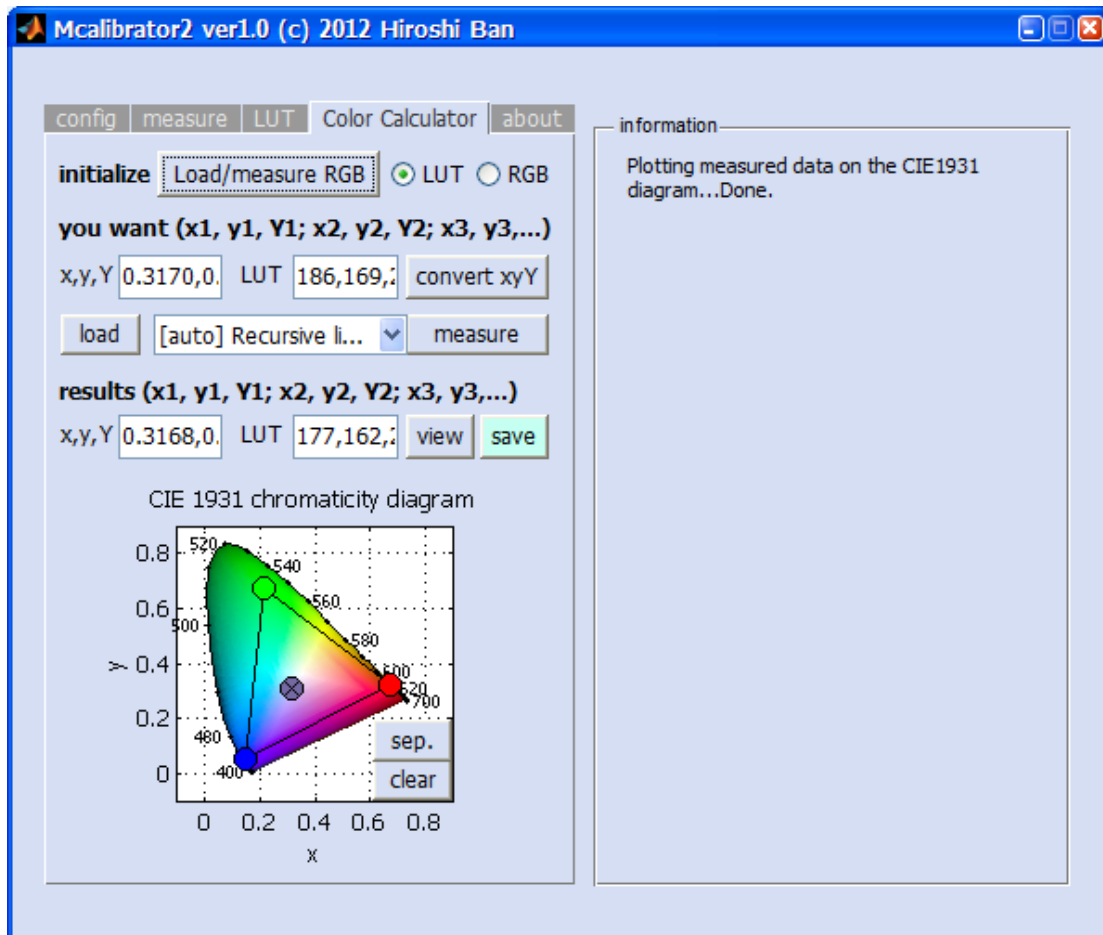 Mcalibrator2 ver1.0 (c) 2012 Hiroshi Ban
config measure LUT Color Calculator about
initialize Load/measure RGB LUT RGB
you want (x1, y1, Y1; x2, y2, Y2; x3, y3,...)
x,y,Y 0.3170,0. LUT 186,169,2 convert xyY
load [auto] Recursive li... measure
results (x1, y1, Y1; x2, y2, Y2; x3, y3,...)
x,y,Y 0.3168,0. LUT 177,162,2 view save
CIE 1931 chromaticity diagram
0.8
0.6
0.4
0.2
0
y
520
540
560
500
580
600
620
700
480
400
sep.
clear
0 0.2 0.4 0.6 0.8
x
information
Plotting measured data on the CIE1931
diagram...Done.